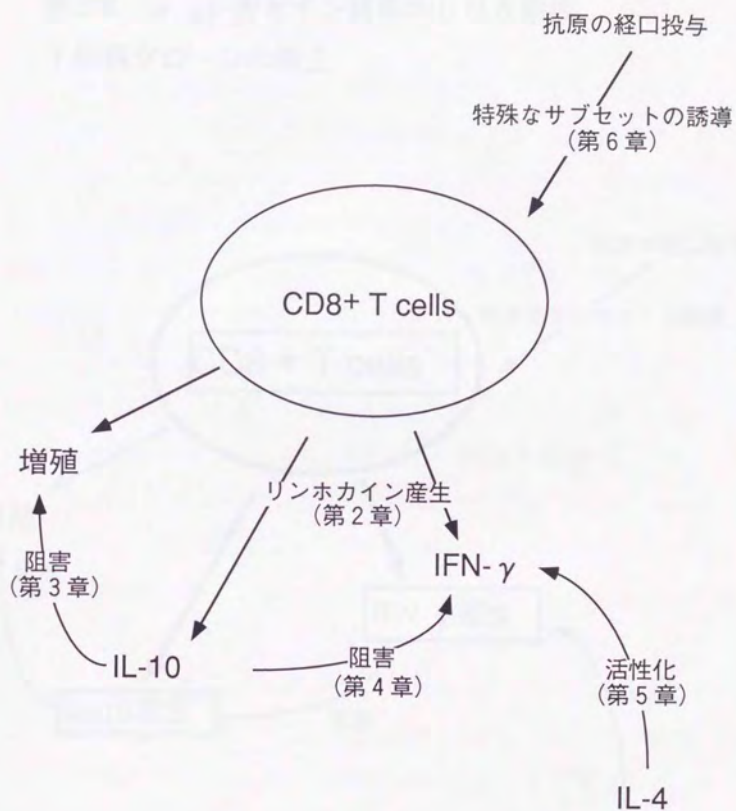 抗原の経口投与
特殊なサブセットの誘導
(第6章)
CD8+ T cells
増殖
リンホカイン産生
(第2章)
阻害
(第3章)
IFN-γ
IL-10
阻害
(第4章)
活性化
(第5章)
IL-4